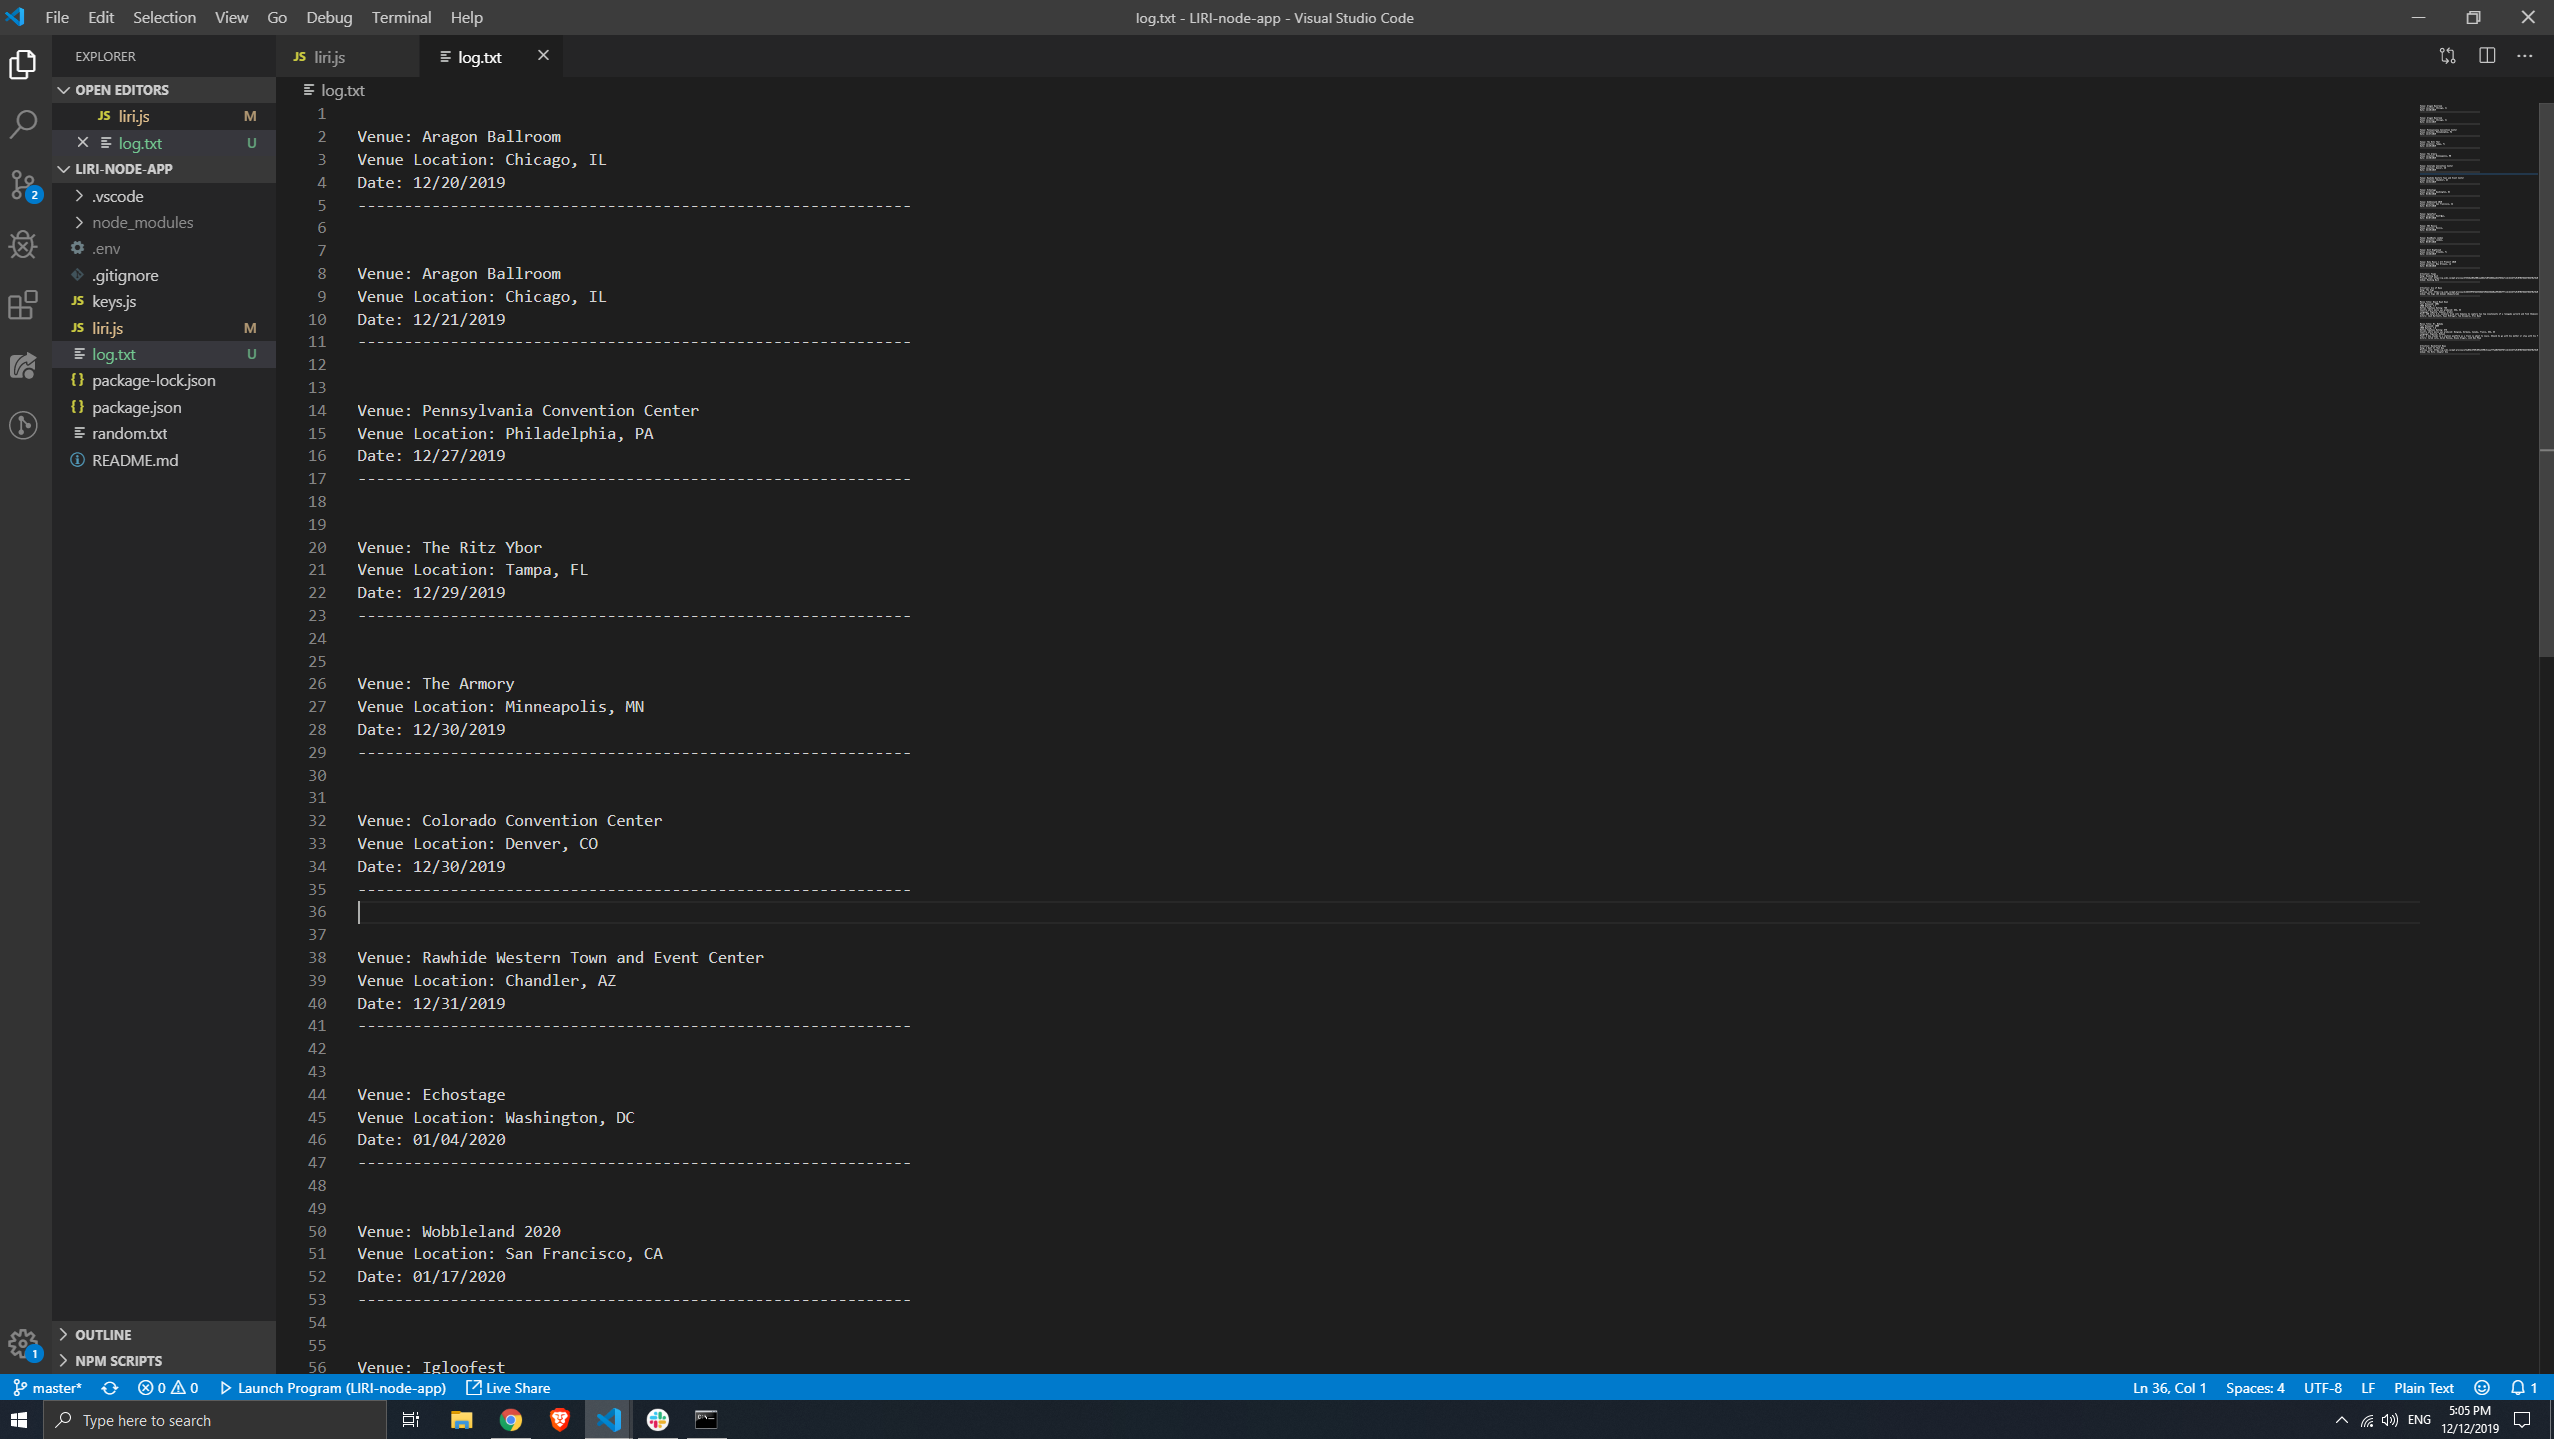 File Edit Selection View Go Debug Terminal Help
log.txt - LIRI-node-app - Visual Studio Code
EXPLORER
OPEN EDITORS
JS liri.js M
log.txt U
LIRI-NODE-APP
.vscode
node_modules
.env
.gitignore
JS keys.js
JS liri.js M
log.txt U
{} package-lock.json
{} package.json
random.txt
README.md
OUTLINE
NPM SCRIPTS
2
1
JS liri.js
log.txt
log.txt
1
2 Venue: Aragon Ballroom
3 Venue Location: Chicago, IL
4 Date: 12/20/2019
5 ------------------------------------------------------------
6
7
8 Venue: Aragon Ballroom
9 Venue Location: Chicago, IL
10 Date: 12/21/2019
11 ------------------------------------------------------------
12
13
14 Venue: Pennsylvania Convention Center
15 Venue Location: Philadelphia, PA
16 Date: 12/27/2019
17 ------------------------------------------------------------
18
19
20 Venue: The Ritz Ybor
21 Venue Location: Tampa, FL
22 Date: 12/29/2019
23 ------------------------------------------------------------
24
25
26 Venue: The Armory
27 Venue Location: Minneapolis, MN
28 Date: 12/30/2019
29 ------------------------------------------------------------
30
31
32 Venue: Colorado Convention Center
33 Venue Location: Denver, CO
34 Date: 12/30/2019
35 ------------------------------------------------------------
36
37
38 Venue: Rawhide Western Town and Event Center
39 Venue Location: Chandler, AZ
40 Date: 12/31/2019
41 ------------------------------------------------------------
42
43
44 Venue: Echostage
45 Venue Location: Washington, DC
46 Date: 01/04/2020
47 ------------------------------------------------------------
48
49
50 Venue: Wobbleland 2020
51 Venue Location: San Francisco, CA
52 Date: 01/17/2020
53 ------------------------------------------------------------
54
55
56 Venue: Igloofest
master* 0 0 Launch Program (LIRI-node-app) Live Share
Ln 36, Col 1 Spaces: 4 UTF-8 LF Plain Text 1
Type here to search
ENG
5:05 PM
12/12/2019